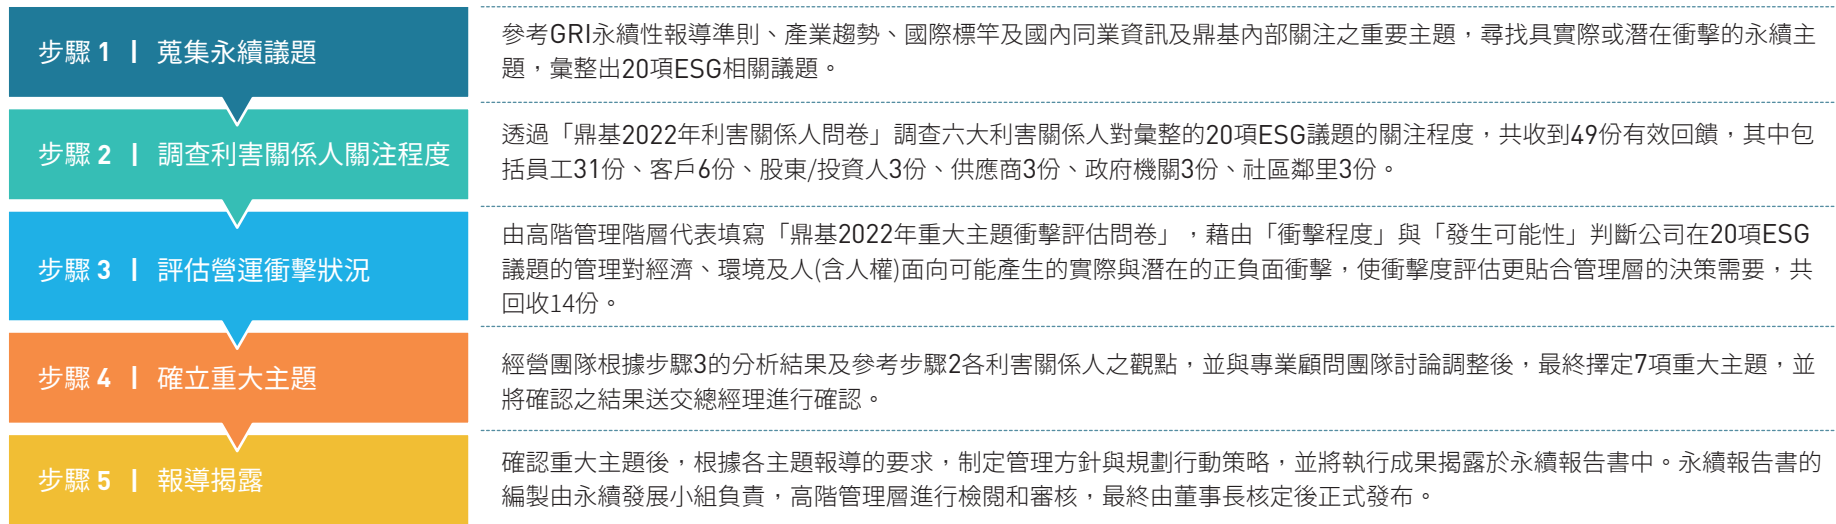 步驟 1 | 蒐集永續議題
參考GRI永續性報導準則、產業趨勢、國際標竿及國內同業資訊及鼎基內部關注之重要主題，尋找具實際或潛在衝擊的永續主
題，彙整出20項ESG相關議題。
步驟 2 | 調查利害關係人關注程度
透過「鼎基2022年利害關係人問卷」調查六大利害關係人對彙整的20項ESG議題的關注程度，共收到49份有效回饋，其中包
括員工31份、客戶6份、股東/投資人3份、供應商3份、政府機關3份、社區鄰里3份。
步驟 3 | 評估營運衝擊狀況
由高階管理階層代表填寫「鼎基2022年重大主題衝擊評估問卷」，藉由「衝擊程度」與「發生可能性」判斷公司在20項ESG
議題的管理對經濟、環境及人(含人權)面向可能產生的實際與潛在的正負面衝擊，使衝擊度評估更貼合管理層的決策需要，共
回收14份。
步驟 4 | 確立重大主題
經營團隊根據步驟3的分析結果及參考步驟2各利害關係人之觀點，並與專業顧問團隊討論調整後，最終擇定7項重大主題，並
將確認之結果送交總經理進行確認。
步驟 5 | 報導揭露
確認重大主題後，根據各主題報導的要求，制定管理方針與規劃行動策略，並將執行成果揭露於永續報告書中。永續報告書的
編製由永續發展小組負責，高階管理層進行檢閱和審核，最終由董事長核定後正式發布。